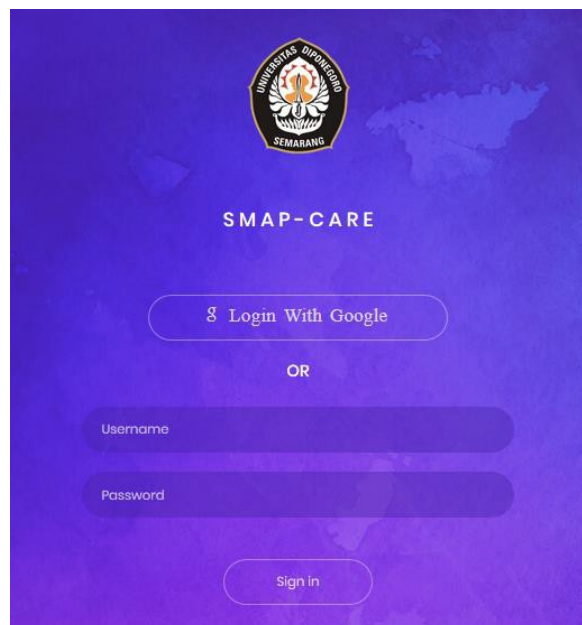 UNIVERSITAS DIPONEGORO
SEMARANG
SMAP-CARE
g Login With Google
OR
Username
Password
Sign in